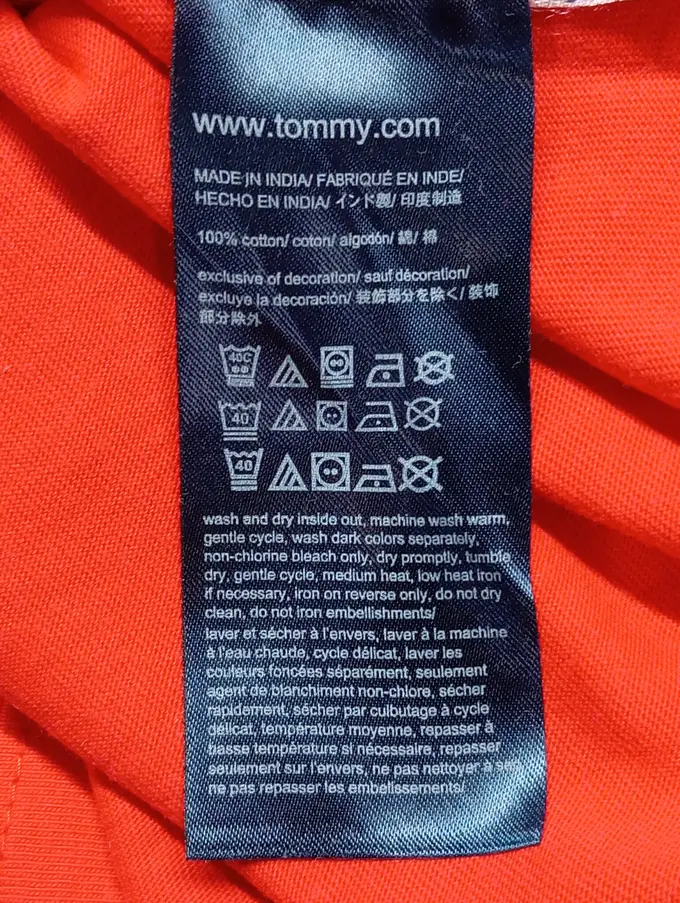 www.tommy.com
MADE IN INDIA/ FABRIQUÉ EN INDE/
HECHO EN INDIA/ インド製/ 印度制造
100% cotton/ coton/ algodón/ 綿/ 棉
exclusive of decoration/ sauf décoration/
excluye la decoración/ 装飾部分を除く/ 装饰
部分除外
40C
40
40
wash and dry inside out, machine wash warm,
gentle cycle, wash dark colors separately,
non-chlorine bleach only, dry promptly, tumble
dry, gentle cycle, medium heat, low heat iron
if necessary, iron on reverse only, do not dry
clean, do not iron embellishments/
laver et sécher à l'envers, laver à la machine
à l'eau chaude, cycle délicat, laver les
couleurs foncées séparément, seulement
agent de blanchiment non-chlore, sécher
rapidement, sécher par culbutage à cycle
délicat, température moyenne, repasser à
basse température si nécessaire, repasser
seulement sur l'envers, ne pas nettoyer à sec
ne pas repasser les embellissements/